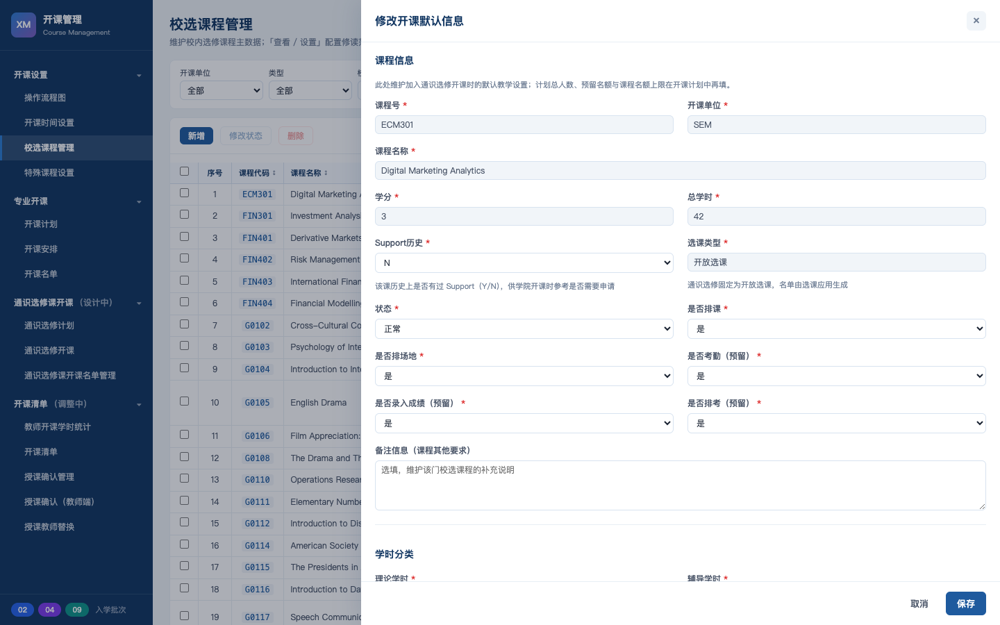 XM
开课管理
Course Management
开课设置
操作流程图
开课时间设置
校选课程管理
特殊课程设置
专业开课
开课计划
开课安排
开课名单
通识选修课开课（设计中）
通识选修计划
通识选修开课
通识选修课开课名单管理
开课清单（调整中）
教师开课学时统计
开课清单
授课确认管理
授课确认（教师端）
授课教师替换
02 04 09 入学批次
校选课程管理
维护校内选修课程主数据；「查看 / 设置」配置修读
开课单位 类型
全部 全部
新增 修改状态 删除
序号 课程代码 ↕ 课程名称 ↕
1 ECM301 Digital Marketing
2 FIN301 Investment Analys
3 FIN401 Derivative Markets
4 FIN402 Risk Management
5 FIN403 International Finan
6 FIN404 Financial Modelling
7 G0102 Cross-Cultural Co
8 G0103 Psychology of Inte
9 G0104 Introduction to Inte
10 G0105 English Drama
11 G0106 Film Appreciation:
12 G0108 The Drama and Th
13 G0110 Operations Resear
14 G0111 Elementary Numbe
15 G0112 Introduction to Dis
16 G0114 American Society
17 G0115 The Presidents in
18 G0116 Introduction to Da
19 G0117 Speech Communic
修改开课默认信息
×
课程信息
此处维护加入通识选修开课时的默认教学设置；计划总人数、预留名额与课程名额上限在开课计划中再填。
课程号 * 开课单位 *
ECM301 SEM
课程名称 *
Digital Marketing Analytics
学分 * 总学时 *
3 42
Support历史 * 选课类型 *
N 开放选课
该课历史上是否有过 Support（Y/N），供学院开课时参考是否需要申请 通识选修固定为开放选课，名单由选课应用生成
状态 * 是否排课 *
正常 是
是否排场地 * 是否考勤（预留） *
是 是
是否录入成绩（预留） * 是否排考（预留） *
是 是
备注信息（课程其他要求）
选填，维护该门校选课程的补充说明
学时分类
理论学时 * 辅导学时 *
取消 保存